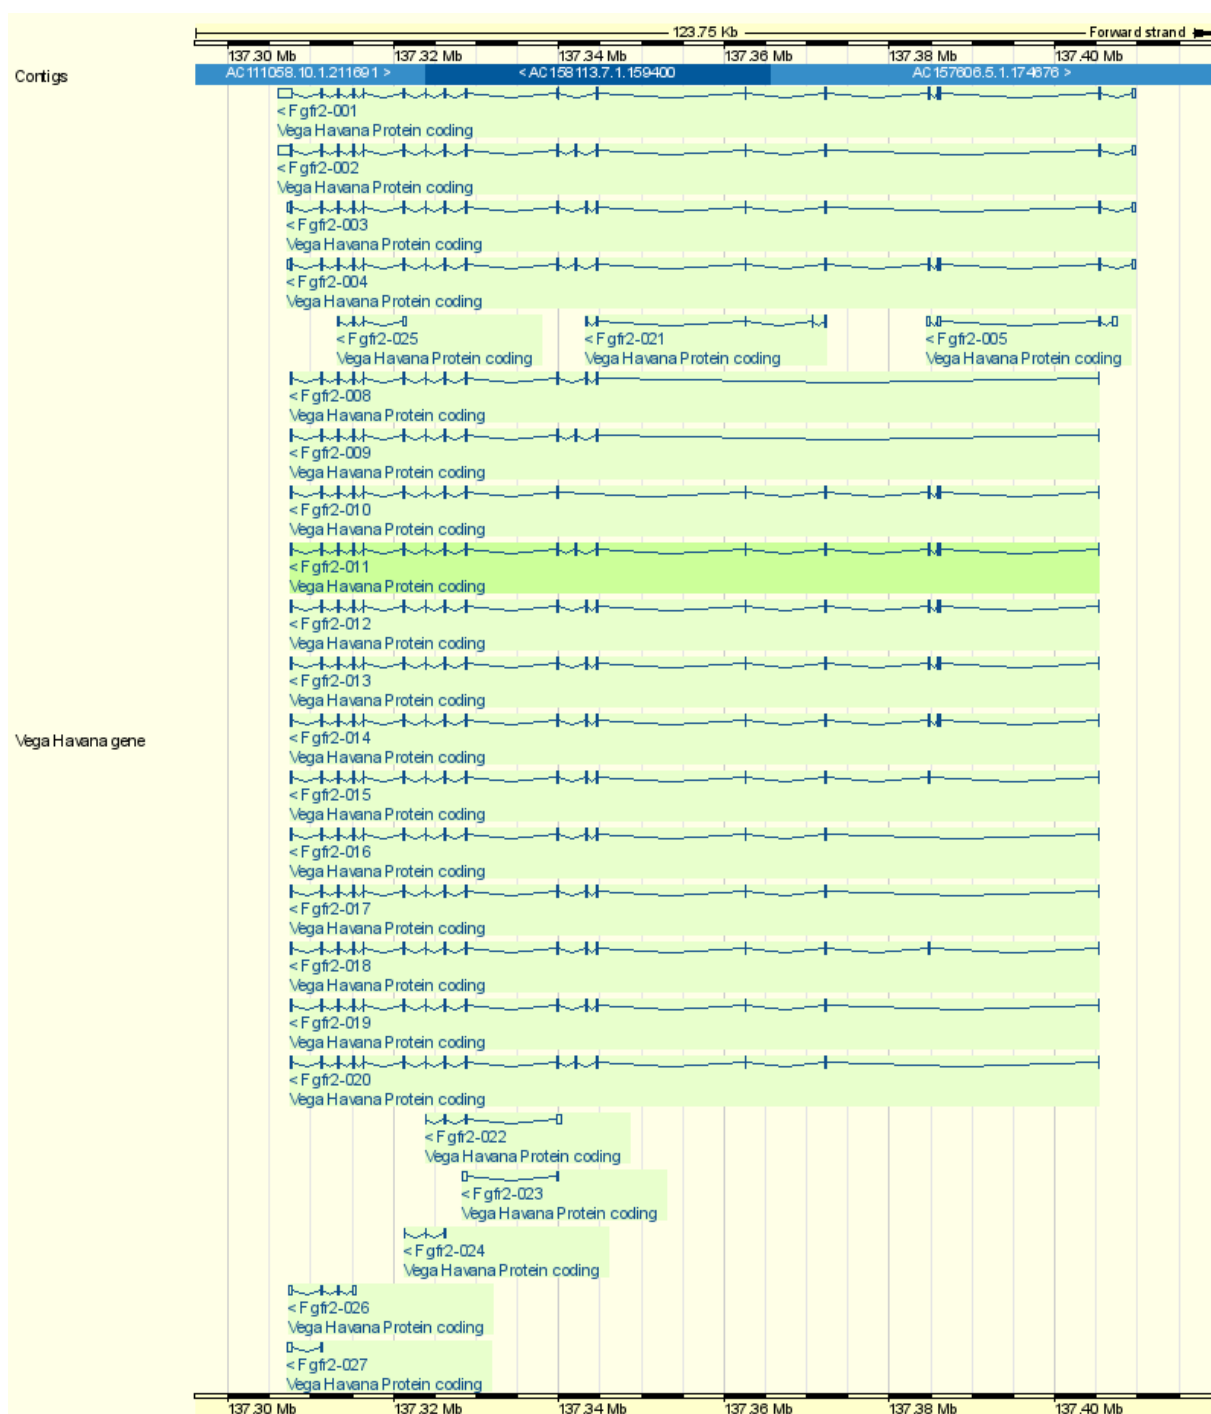 123.75 Kb
Forward strand
137.30 Mb 137.32 Mb 137.34 Mb 137.36 Mb 137.38 Mb 137.40 Mb
Contigs
AC111058.10.1.211691 > < AC158113.7.1.159400 AC157606.5.1.174676 >
< Fgfr2-001
Vega Havana Protein coding
< Fgfr2-002
Vega Havana Protein coding
< Fgfr2-003
Vega Havana Protein coding
< Fgfr2-004
Vega Havana Protein coding
< Fgfr2-025 < Fgfr2-021 < Fgfr2-005
Vega Havana Protein coding Vega Havana Protein coding Vega Havana Protein coding
< Fgfr2-008
Vega Havana Protein coding
< Fgfr2-009
Vega Havana Protein coding
< Fgfr2-010
Vega Havana Protein coding
< Fgfr2-011
Vega Havana Protein coding
< Fgfr2-012
Vega Havana Protein coding
< Fgfr2-013
Vega Havana Protein coding
< Fgfr2-014
Vega Havana gene
Vega Havana Protein coding
< Fgfr2-015
Vega Havana Protein coding
< Fgfr2-016
Vega Havana Protein coding
< Fgfr2-017
Vega Havana Protein coding
< Fgfr2-018
Vega Havana Protein coding
< Fgfr2-019
Vega Havana Protein coding
< Fgfr2-020
Vega Havana Protein coding
< Fgfr2-022
Vega Havana Protein coding
< Fgfr2-023
Vega Havana Protein coding
< Fgfr2-024
Vega Havana Protein coding
< Fgfr2-026
Vega Havana Protein coding
< Fgfr2-027
Vega Havana Protein coding
137.30 Mb 137.32 Mb 137.34 Mb 137.36 Mb 137.38 Mb 137.40 Mb